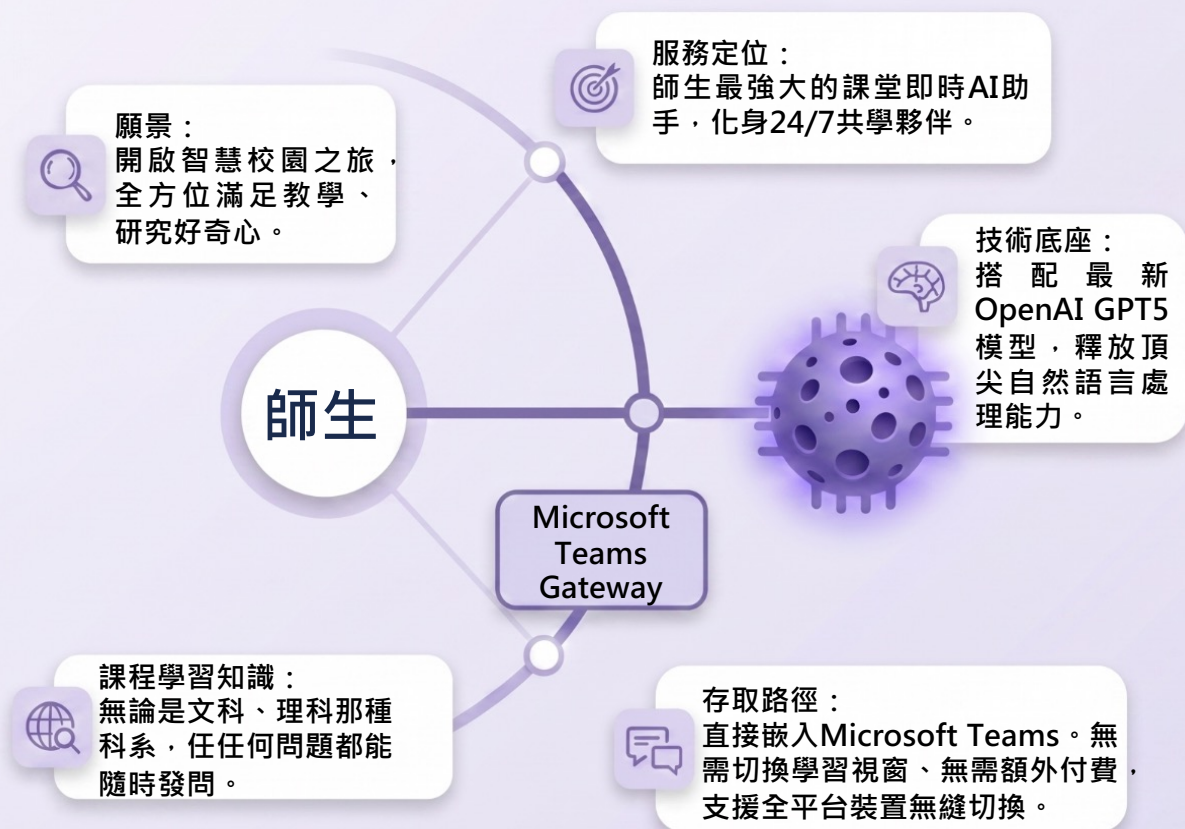 服務定位：
師生最強大的課堂即時AI助
手，化身24/7共學夥伴。
願景：
開啟智慧校園之旅，
全方位滿足教學、
研究好奇心。
技術底座：
搭配最新
OpenAI GPT5
模型，釋放頂
尖自然語言處
理能力。
師生
Microsoft
Teams
Gateway
課程學習知識：
無論是文科、理科那種
科系，任任何問題都能
隨時發問。
存取路徑：
直接嵌入Microsoft Teams。無
需切換學習視窗、無需額外付費，
支援全平台裝置無縫切換。